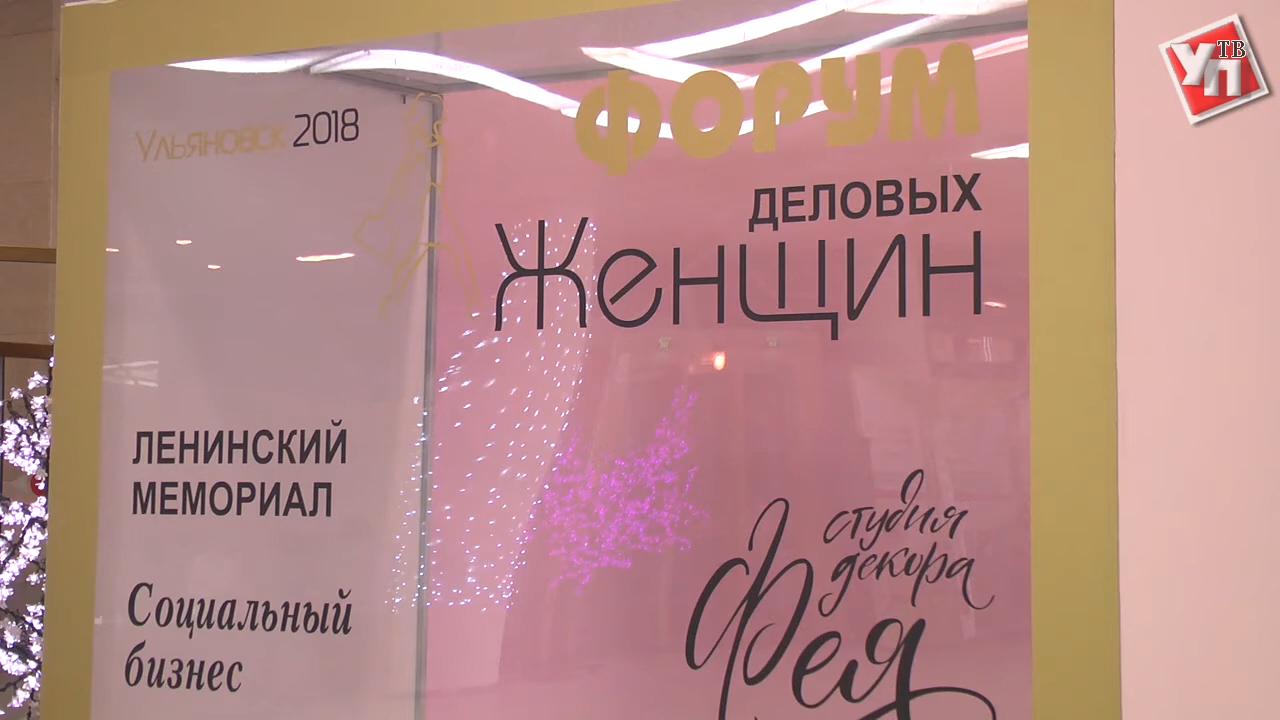 Ульяновск 2018
ФОРУМ
ДЕЛОВЫХ
Женщин
ЛЕНИНСКИЙ
МЕМОРИАЛ
Социальный
бизнес
студия
декора
Фея
УП ТВ